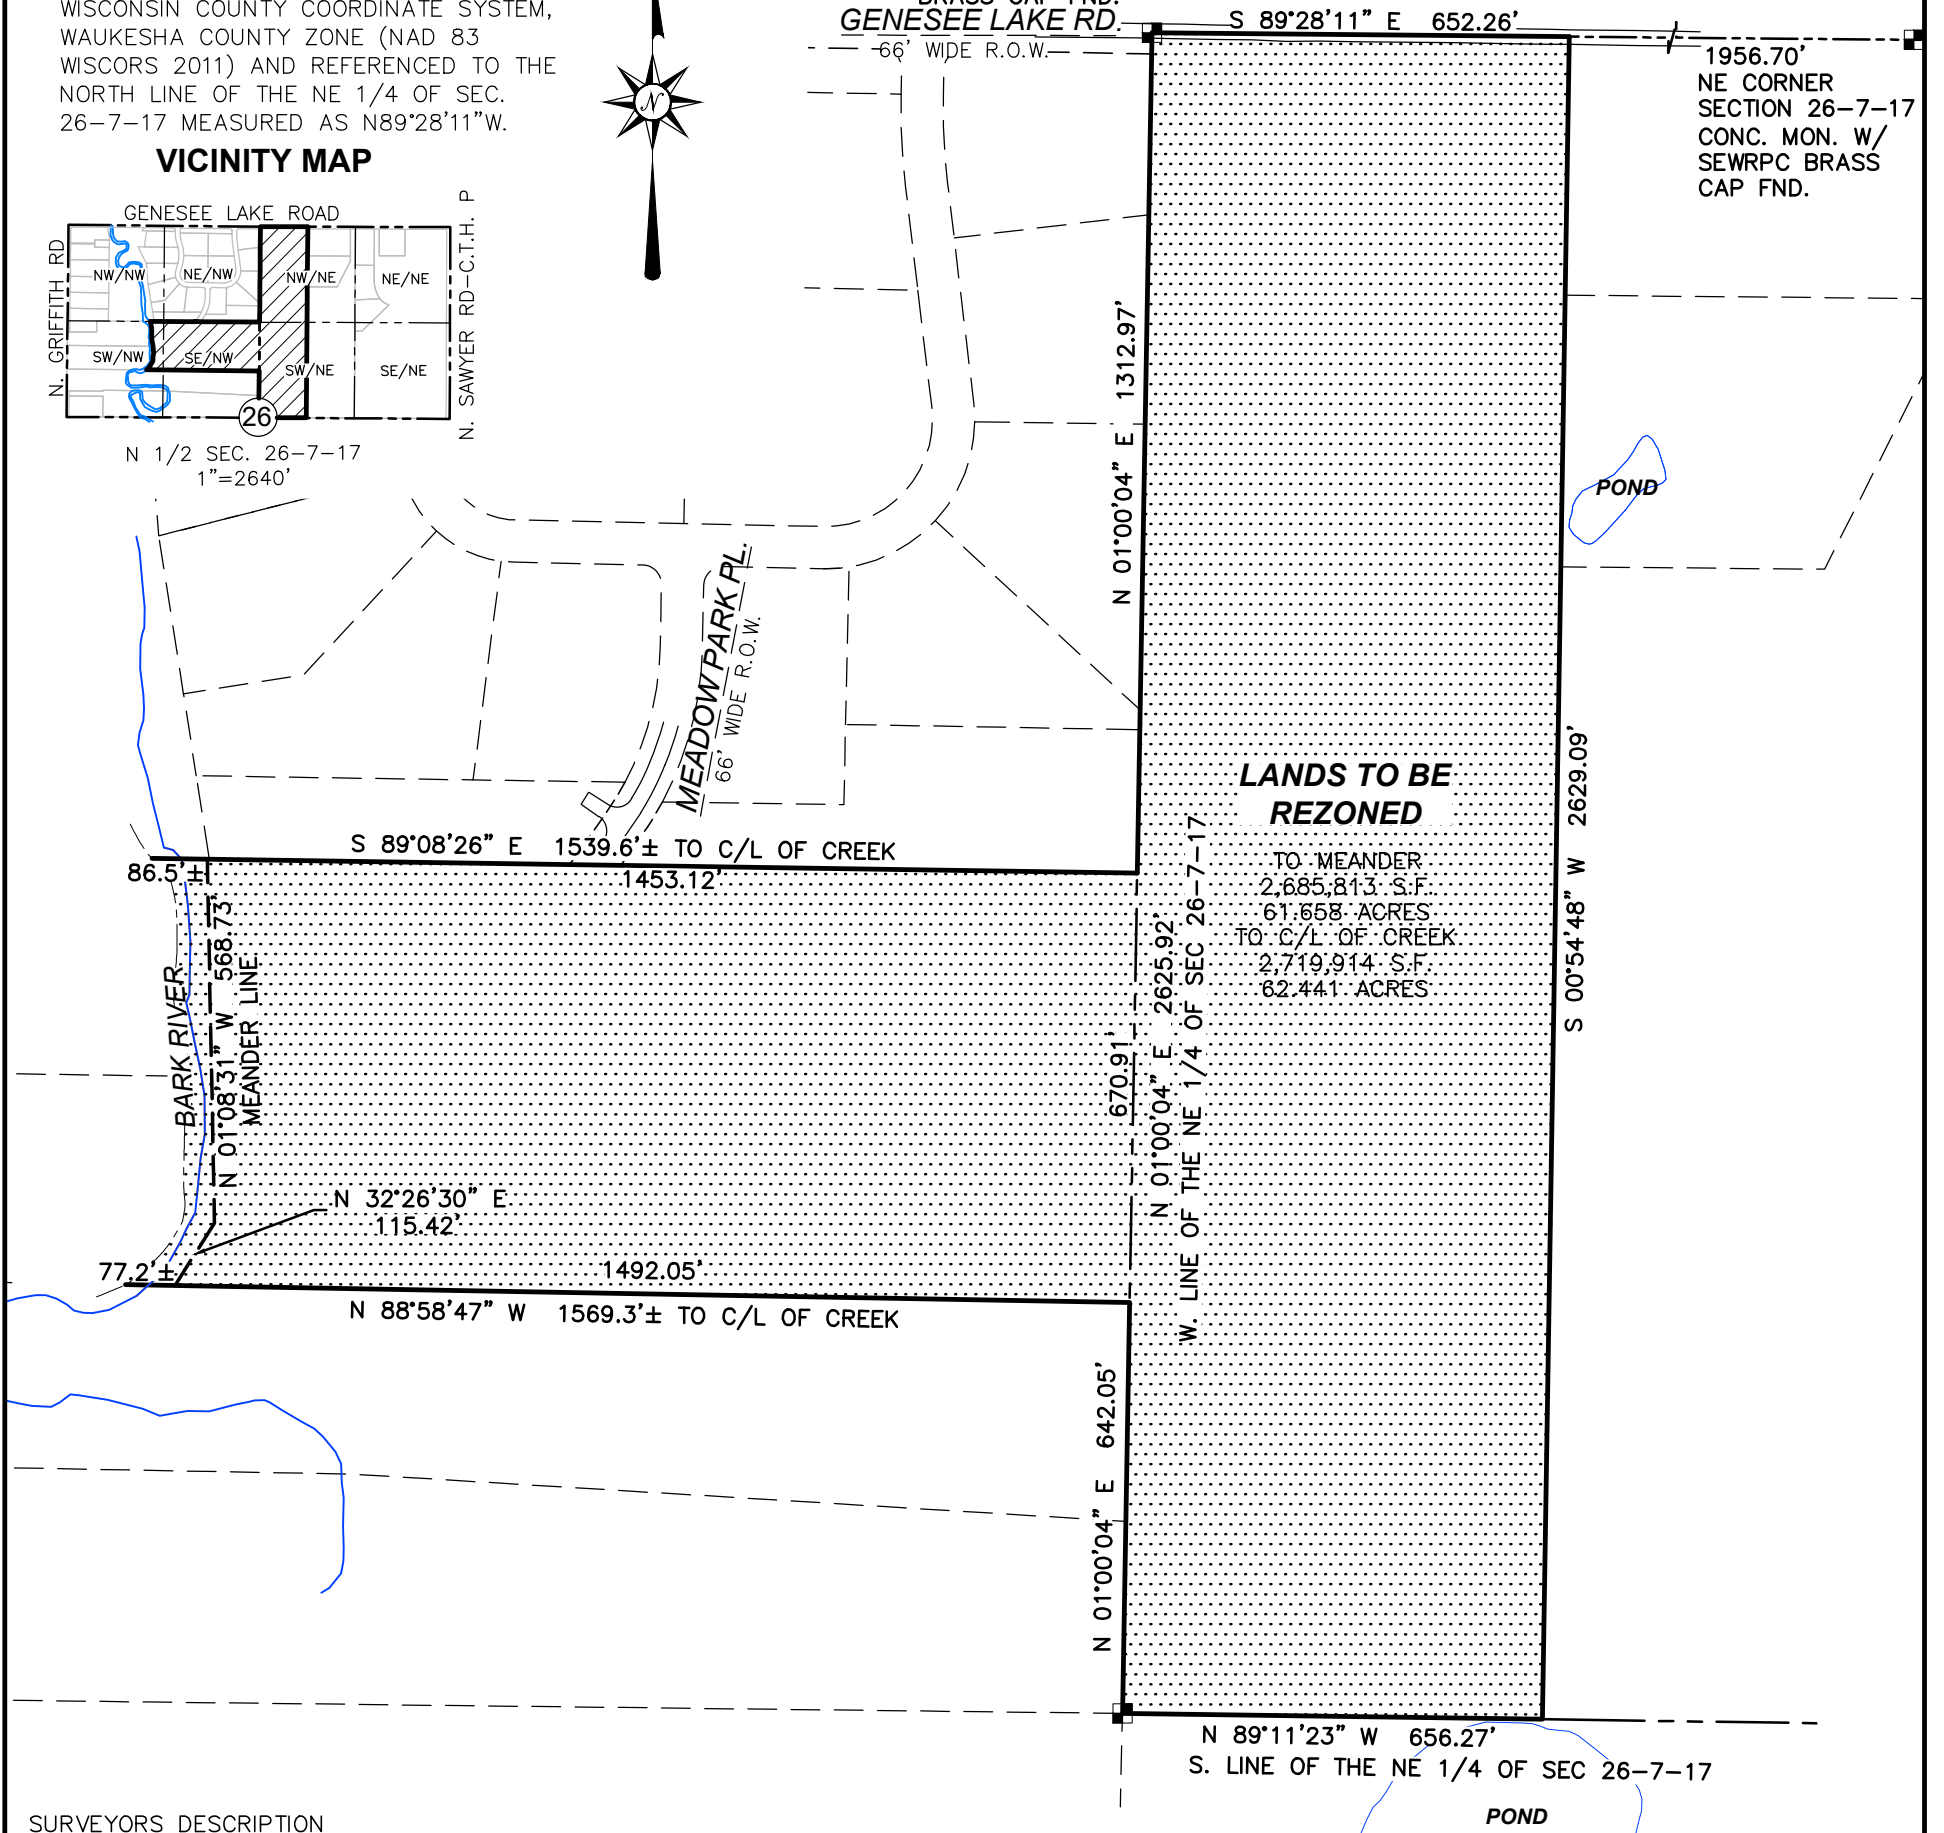 WISCONSIN COUNTY COORDINATE SYSTEM,
WAUKESHA COUNTY ZONE (NAD 83
WISCORS 2011) AND REFERENCED TO THE
NORTH LINE OF THE NE 1/4 OF SEC.
26-7-17 MEASURED AS N89°28'11"W.
VICINITY MAP
GENESEE LAKE ROAD
N. GRIFFITH RD
N. SAWYER RD-C.T.H. P
NW/NW
NE/NW
NW/NE
NE/NE
SW/NW
SE/NW
SW/NE
SE/NE
26
N 1/2 SEC. 26-7-17
1"=2640'
N
BRASS CAP FND.
GENESEE LAKE RD.
66' WIDE R.O.W.
S 89°28'11" E 652.26'
1956.70'
NE CORNER
SECTION 26-7-17
CONC. MON. W/
SEWRPC BRASS
CAP FND.
N 01°00'04" E 1312.97'
POND
MEADOW PARK PL.
66' WIDE R.O.W.
LANDS TO BE
REZONED
TO MEANDER
2,685,813 S.F.
61.658 ACRES
TO C/L OF CREEK
2,719,914 S.F.
62.441 ACRES
S 00°54'48" W 2629.09'
S 89°08'26" E 1539.6'± TO C/L OF CREEK
86.5'±
1453.12'
BARK RIVER
N 01°08'31" W 568.73'
MEANDER LINE
670.91'
N 01°00'04" E 2625.92'
W. LINE OF THE NE 1/4 OF SEC 26-7-17
N 32°26'30" E
115.42'
77.2'±
1492.05'
N 88°58'47" W 1569.3'± TO C/L OF CREEK
N 01°00'04" E 642.05'
N 89°11'23" W 656.27'
S. LINE OF THE NE 1/4 OF SEC 26-7-17
POND
SURVEYORS DESCRIPTION